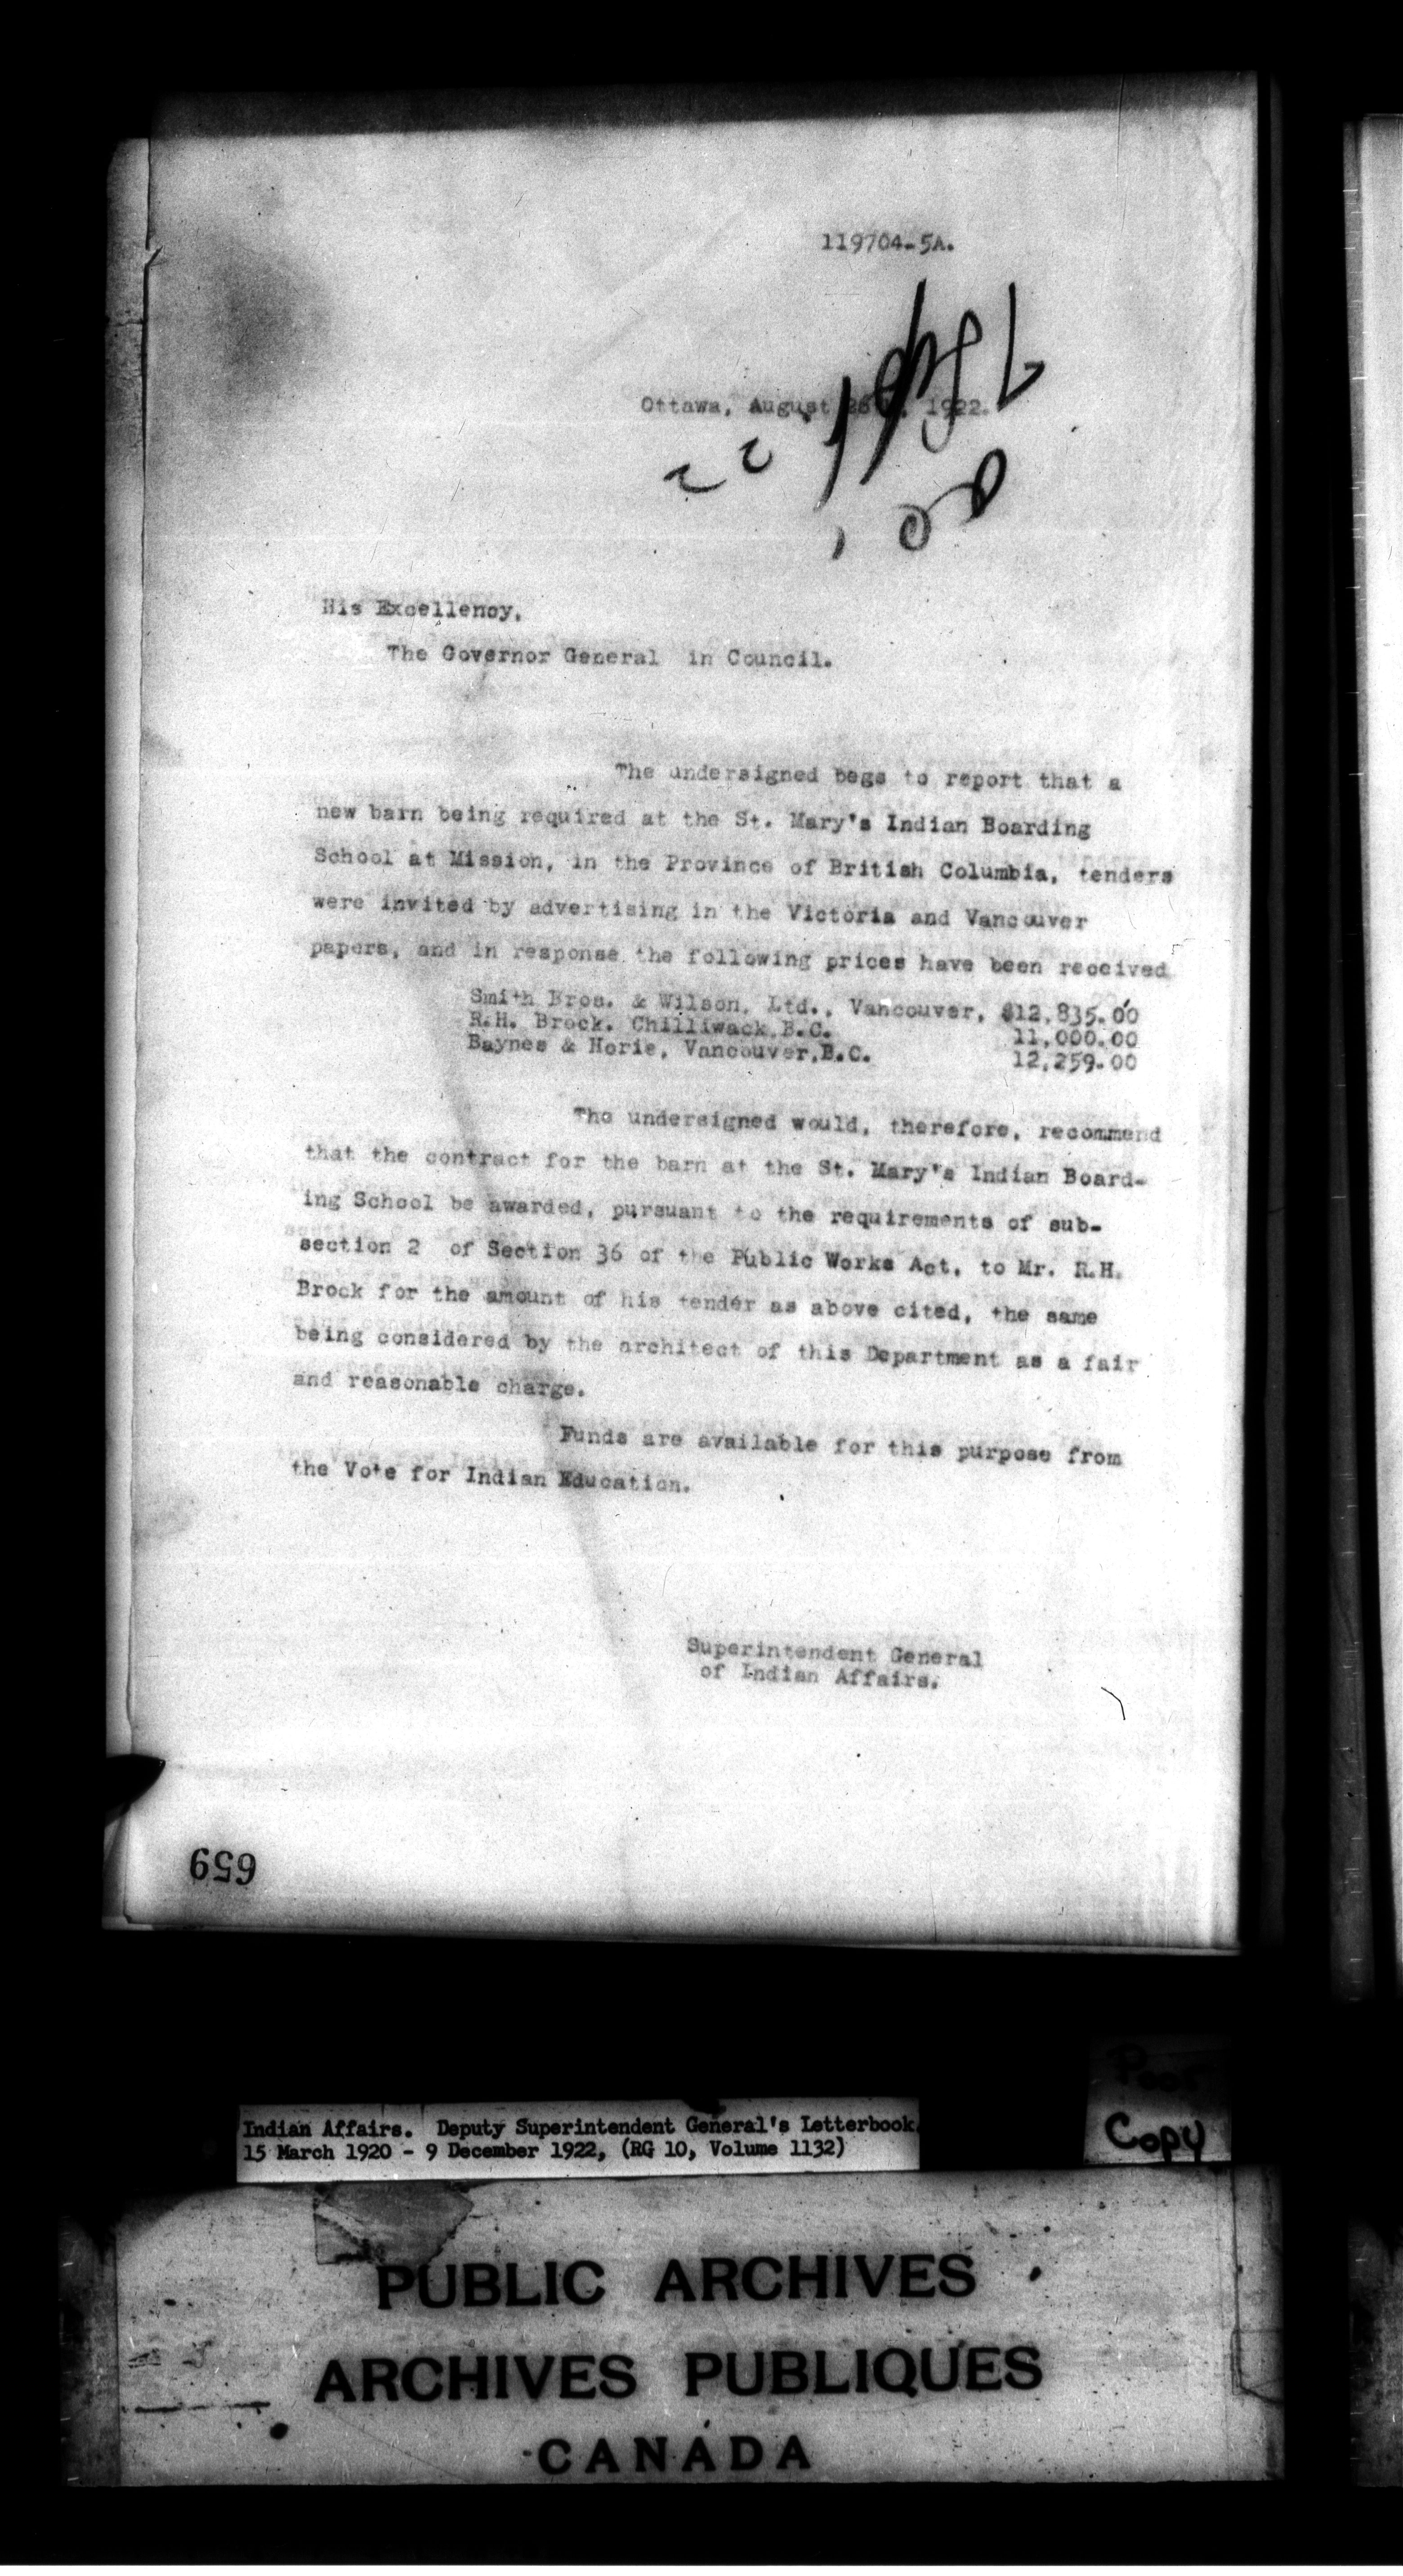 119704-5A.
Ottawa, August 1922.
His Excellency,
The Governor General in Council.
The undersigned begs to report that a
new barn being required at the St. Mary's Indian Boarding
School at Mission, in the Province of British Columbia, tenders
were invited by advertising in the Victoria and Vancouver
papers, and in response the following prices have been received
Smith Bros. & Wilson, Ltd., Vancouver, $12,835.00
R.H. Brock, Chilliwack,B.C. 11,000.00
Baynes & Horie, Vancouver,B.C. 12,259.00
The undersigned would, therefore, recommend
that the contract for the barn at the St. Mary's Indian Board-
ing School be awarded, pursuant to the requirements of sub-
section 2 of Section 36 of the Public Works Act, to Mr. R.H.
Brock for the amount of his tender as above cited, the same
being considered by the architect of this Department as a fair
and reasonable charge.
Funds are available for this purpose from
the Vote for Indian Education.
Superintendent General
of Indian Affairs.
659
Poor
Copy
Indian Affairs. Deputy Superintendent General's Letterbook,
15 March 1920 - 9 December 1922, (RG 10, Volume 1132)
PUBLIC ARCHIVES
ARCHIVES PUBLIQUES
CANADA